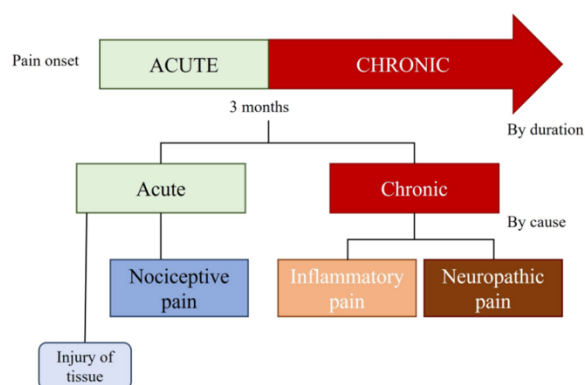 Pain onset
ACUTE
CHRONIC
3 months
By duration
Acute
Chronic
By cause
Nociceptive
pain
Inflammatory
pain
Neuropathic
pain
Injury of
tissue